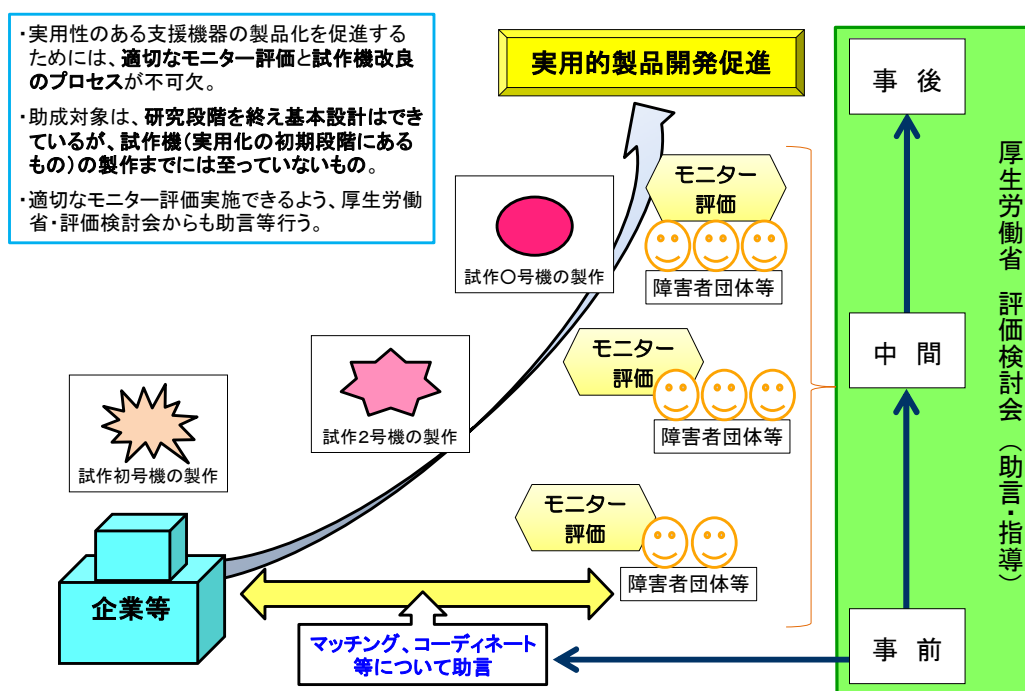 ・実用性のある支援機器の製品化を促進する
ためには、適切なモニター評価と試作機改良
のプロセスが不可欠。
・助成対象は、研究段階を終え基本設計はでき
ているが、試作機(実用化の初期段階にある
もの)の製作までには至っていないもの。
・適切なモニター評価実施できるよう、厚生労働
省・評価検討会からも助言等行う。
実用的製品開発促進
事 後
モニター
評価
障害者団体等
試作〇号機の製作
中 間
モニター
評価
障害者団体等
試作2号機の製作
試作初号機の製作
モニター
評価
障害者団体等
企業等
マッチング、コーディネート
等について助言
事 前
厚生労働省 評価検討会 (助言・指導)